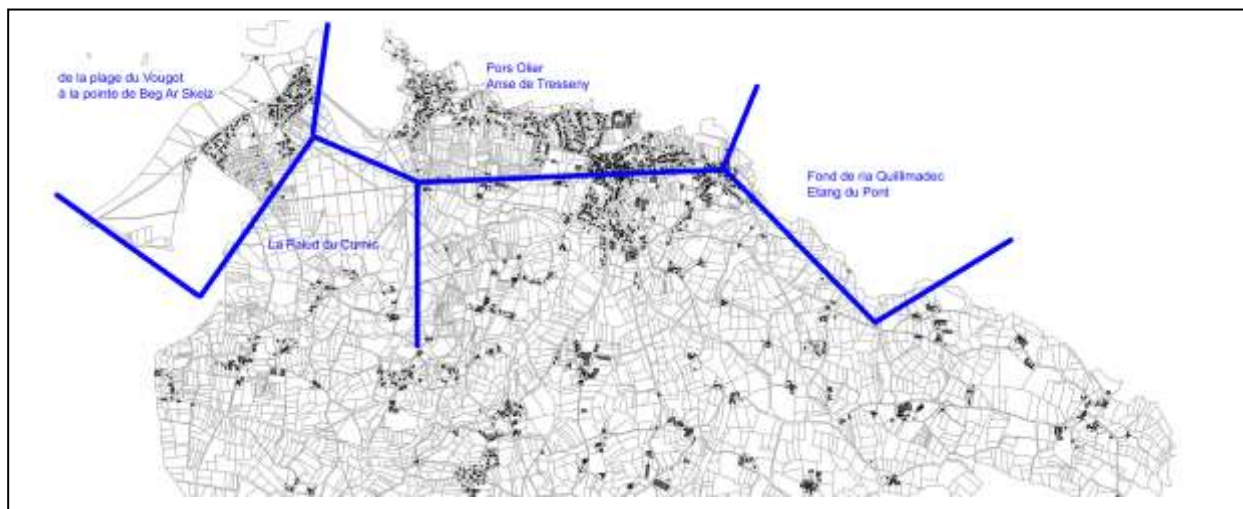 de la plage du Vougot
à la pointe de Beg Ar Skeiz
Pors Olier
Anse de Tresseny
Fond de ria Quillimadec
Etang du Pont
La Palud du Curnic